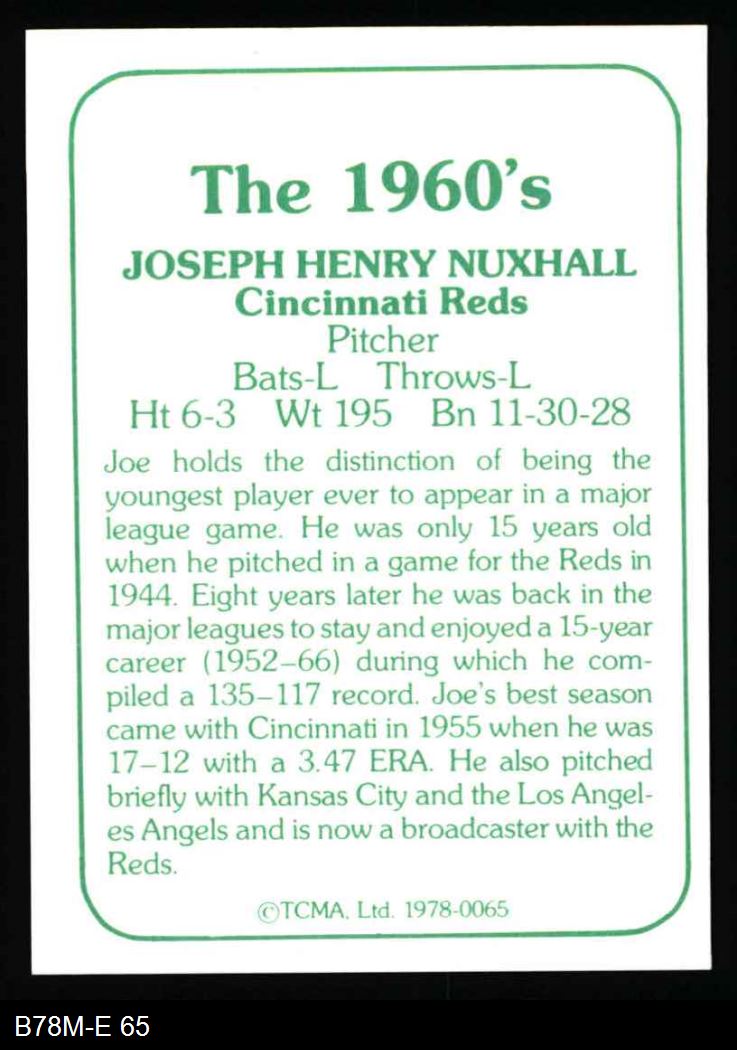 The 1960's
JOSEPH HENRY NUXHALL
Cincinnati Reds
Pitcher
Bats-L Throws-L
Ht 6-3 Wt 195 Bn 11-30-28
Joe holds the distinction of being the
youngest player ever to appear in a major
league game. He was only 15 years old
when he pitched in a game for the Reds in
1944. Eight years later he was back in the
major leagues to stay and enjoyed a 15-year
career (1952–66) during which he com-
piled a 135–117 record. Joe's best season
came with Cincinnati in 1955 when he was
17–12 with a 3.47 ERA. He also pitched
briefly with Kansas City and the Los Angel-
es Angels and is now a broadcaster with the
Reds.
©TCMA, Ltd. 1978-0065
B78M-E 65